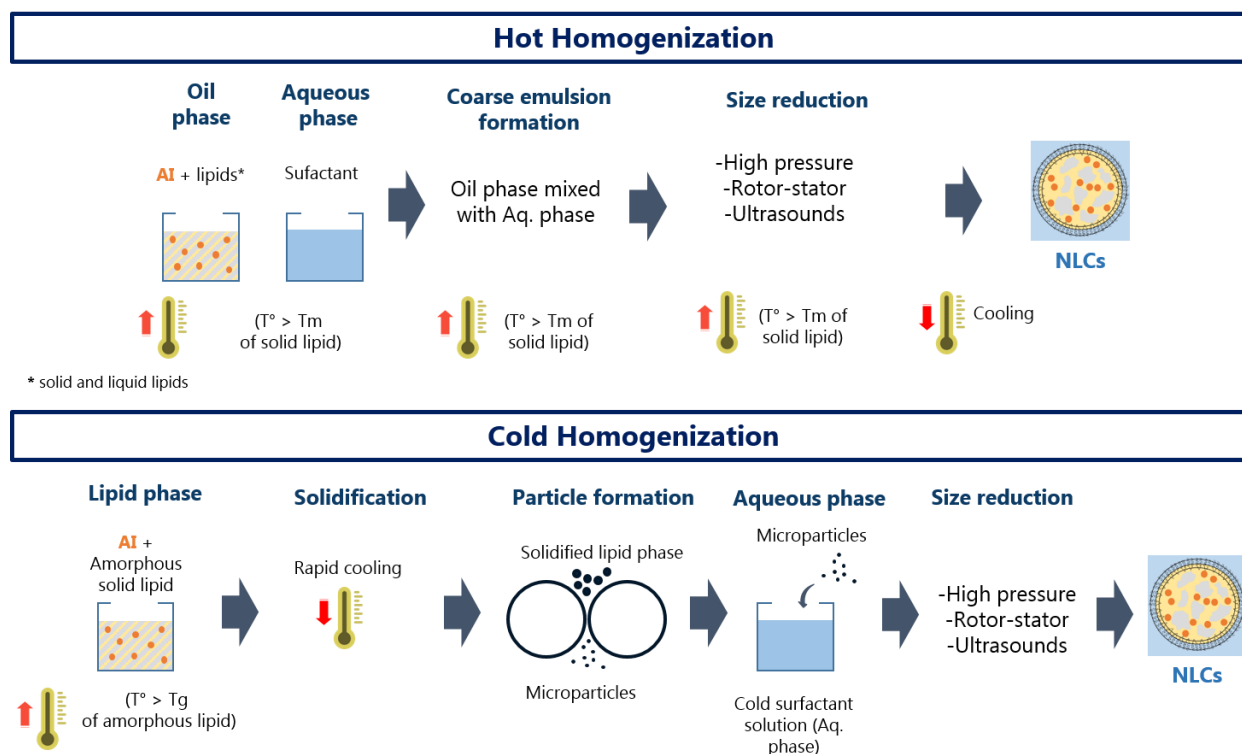 Hot Homogenization
Oil
phase
Aqueous
phase
Coarse emulsion
formation
Size reduction
AI + lipids*
Sufactant
Oil phase mixed
with Aq. phase
-High pressure
-Rotor-stator
-Ultrasounds
NLCs
(T° > Tm
of solid lipid)
(T° > Tm of
solid lipid)
(T° > Tm of
solid lipid)
Cooling
* solid and liquid lipids
Cold Homogenization
Lipid phase
Solidification
Particle formation
Aqueous phase
Size reduction
AI +
Amorphous
solid lipid
Rapid cooling
Solidified lipid phase
Microparticles
Microparticles
Cold surfactant
solution (Aq.
phase)
-High pressure
-Rotor-stator
-Ultrasounds
NLCs
(T° > Tg
of amorphous lipid)